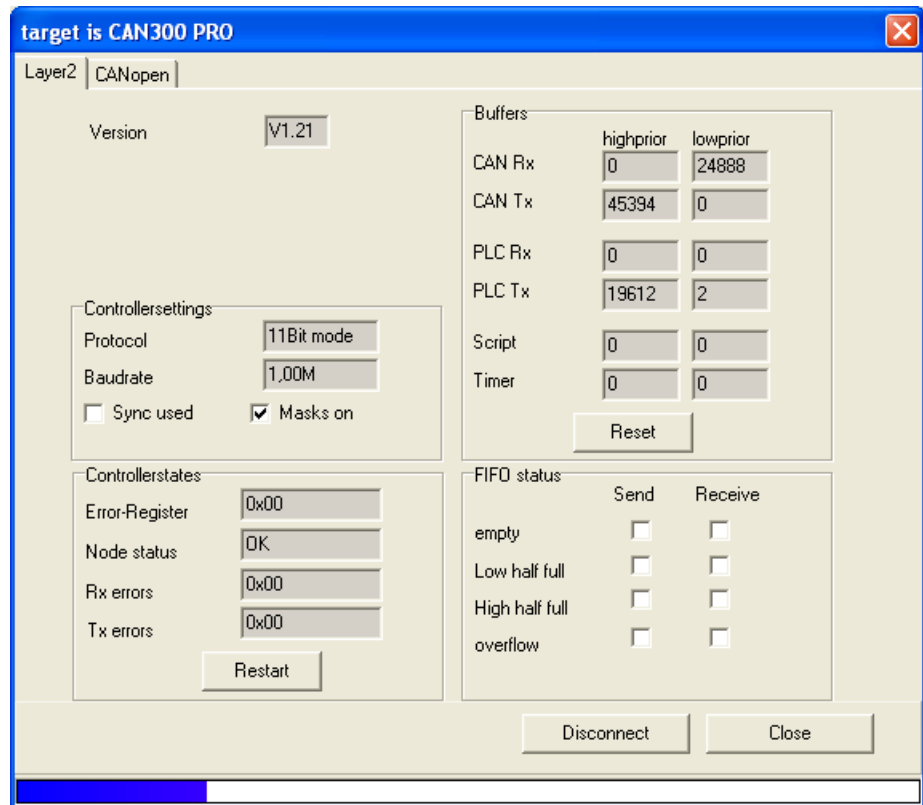 target is CAN300 PRO
Layer2 CANopen
Version V1.21
Controllersettings
Protocol 11Bit mode
Baudrate 1,00M
Sync used Masks on
Controllerstates
Error-Register 0x00
Node status OK
Rx errors 0x00
Tx errors 0x00
Restart
Buffers
highprior lowprior
CAN Rx 0 24888
CAN Tx 45394 0
PLC Rx 0 0
PLC Tx 19612 2
Script 0 0
Timer 0 0
Reset
FIFO status
Send Receive
empty
Low half full
High half full
overflow
Disconnect Close